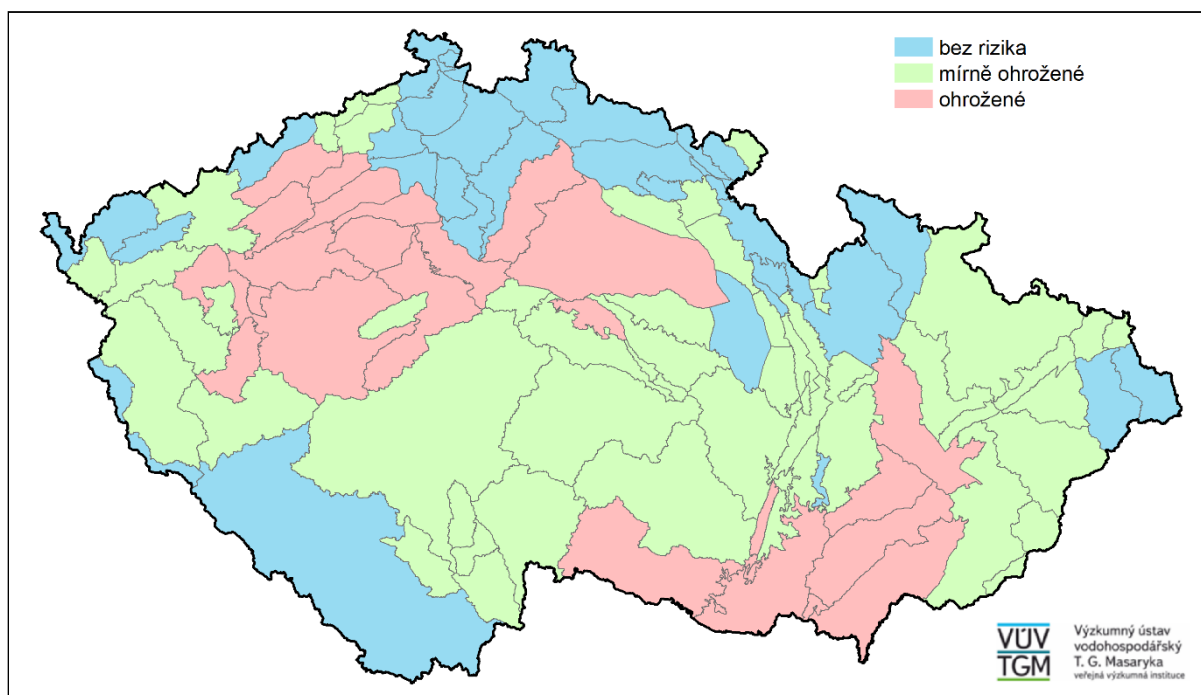 bez rizika
mírně ohrožené
ohrožené
VÚV
TGM
Výzkumný ústav
vodohospodářský
T. G. Masaryka
veřejná výzkumná instituce